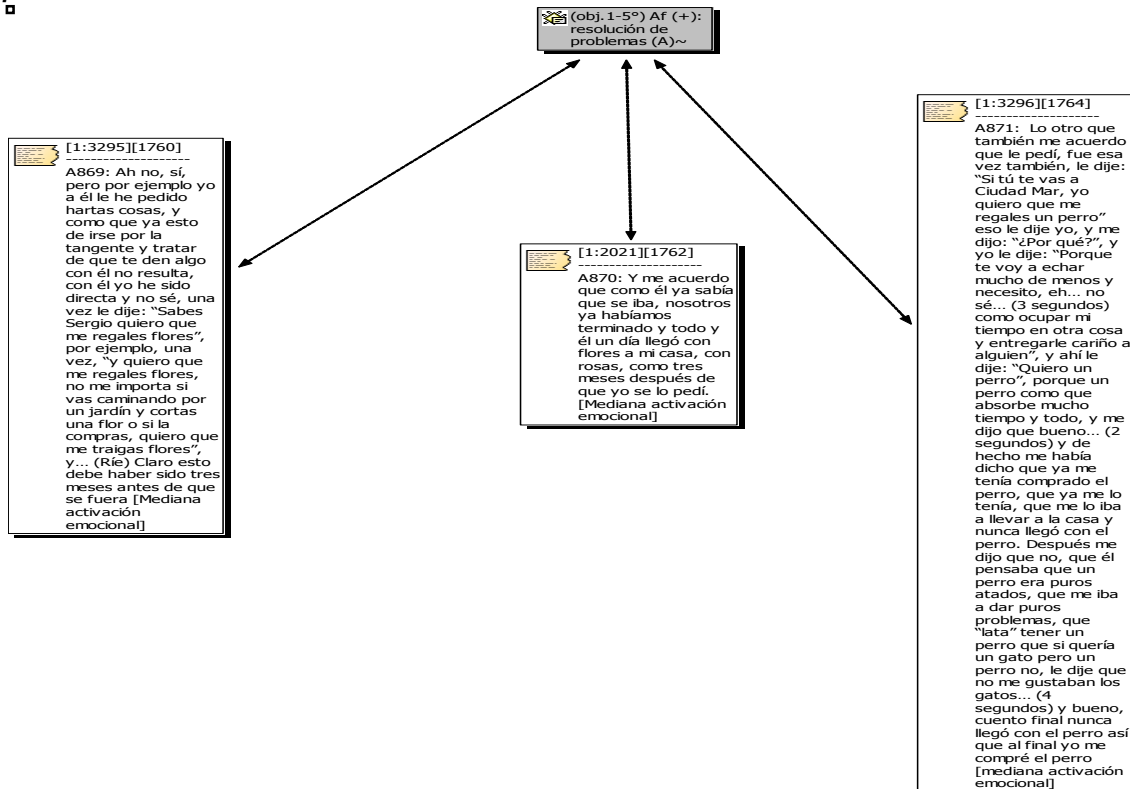 (obj.1-5°) Af (+):
resolución de
problemas (A)~
[1:3295][1760]
--------------------
A869: Ah no, sí,
pero por ejemplo yo
a él le he pedido
hartas cosas, y
como que ya esto
de irse por la
tangente y tratar
de que te den algo
con él no resulta,
con él yo he sido
directa y no sé, una
vez le dije: “Sabes
Sergio quiero que
me regales flores”,
por ejemplo, una
vez, “y quiero que
me regales flores,
no me importa si
vas caminando por
un jardín y cortas
una flor o si la
compras, quiero que
me traigas flores”,
y... (Ríe) Claro esto
debe haber sido tres
meses antes de que
se fuera [Mediana
activación
emocional]
[1:2021][1762]
--------------------
A870: Y me acuerdo
que como él ya sabía
que se iba, nosotros
ya habíamos
terminado y todo y
él un día llegó con
flores a mi casa, con
rosas, como tres
meses después de
que yo se lo pedí.
[Mediana activación
emocional]
[1:3296][1764]
--------------------
A871: Lo otro que
también me acuerdo
que le pedí, fue esa
vez también, le dije:
“Si tú te vas a
Ciudad Mar, yo
quiero que me
regales un perro”
eso le dije yo, y me
dijo: “¿Por qué?”, y
yo le dije: “Porque
te voy a echar
mucho de menos y
necesito, eh... no
sé... (3 segundos)
como ocupar mi
tiempo en otra cosa
y entregarle cariño a
alguien”, y ahí le
dije: “Quiero un
perro”, porque un
perro como que
absorbe mucho
tiempo y todo, y me
dijo que bueno... (2
segundos) y de
hecho me había
dicho que ya me
tenía comprado el
perro, que ya me lo
tenía, que me lo iba
a llevar a la casa y
nunca llegó con el
perro. Después me
dijo que no, que él
pensaba que un
perro era puros
atados, que me iba
a dar puros
problemas, que
“lata” tener un
perro que si quería
un gato pero un
perro no, le dije que
no me gustaban los
gatos... (4
segundos) y bueno,
cuento final nunca
llegó con el perro así
que al final yo me
compré el perro
[mediana activación
emocional]